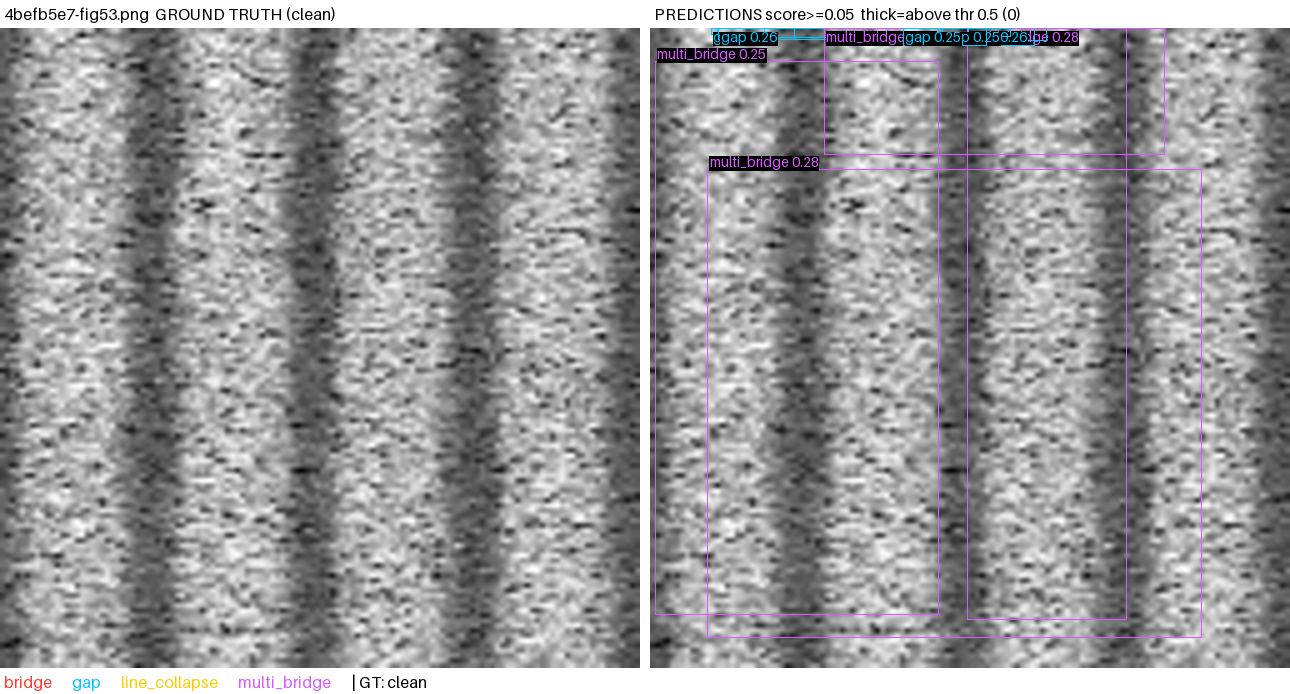 4befb5e7-fig53.png GROUND TRUTH (clean)
PREDICTIONS score>=0.05 thick=above thr 0.5 (0)
gap 0.26
multi_bridge
gap 0.25
0.28
multi_bridge 0.25
multi_bridge 0.28
bridge gap line_collapse multi_bridge | GT: clean